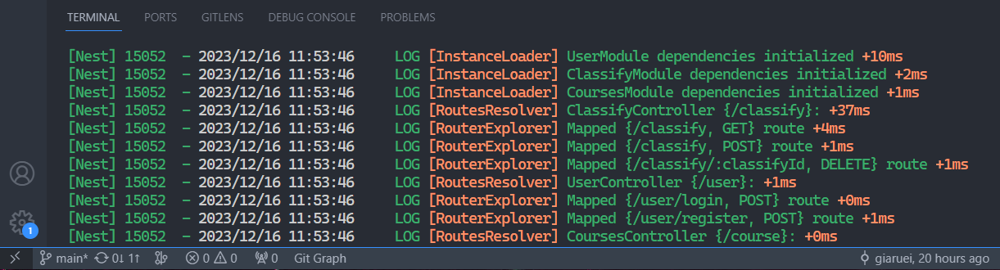 TERMINAL PORTS GITLENS DEBUG CONSOLE PROBLEMS
[Nest] 15052  - 2023/12/16 11:53:46     LOG [InstanceLoader] UserModule dependencies initialized +10ms
[Nest] 15052  - 2023/12/16 11:53:46     LOG [InstanceLoader] ClassifyModule dependencies initialized +2ms
[Nest] 15052  - 2023/12/16 11:53:46     LOG [InstanceLoader] CoursesModule dependencies initialized +1ms
[Nest] 15052  - 2023/12/16 11:53:46     LOG [RoutesResolver] ClassifyController {/classify}: +37ms
[Nest] 15052  - 2023/12/16 11:53:46     LOG [RouterExplorer] Mapped {/classify, GET} route +4ms
[Nest] 15052  - 2023/12/16 11:53:46     LOG [RouterExplorer] Mapped {/classify, POST} route +1ms
[Nest] 15052  - 2023/12/16 11:53:46     LOG [RouterExplorer] Mapped {/classify/:classifyId, DELETE} route +1ms
[Nest] 15052  - 2023/12/16 11:53:46     LOG [RoutesResolver] UserController {/user}: +1ms
[Nest] 15052  - 2023/12/16 11:53:46     LOG [RouterExplorer] Mapped {/user/login, POST} route +0ms
[Nest] 15052  - 2023/12/16 11:53:46     LOG [RouterExplorer] Mapped {/user/register, POST} route +1ms
[Nest] 15052  - 2023/12/16 11:53:46     LOG [RoutesResolver] CoursesController {/course}: +0ms
1
main* 0↓ 1↑ 0 0 0 Git Graph giaruei, 20 hours ago